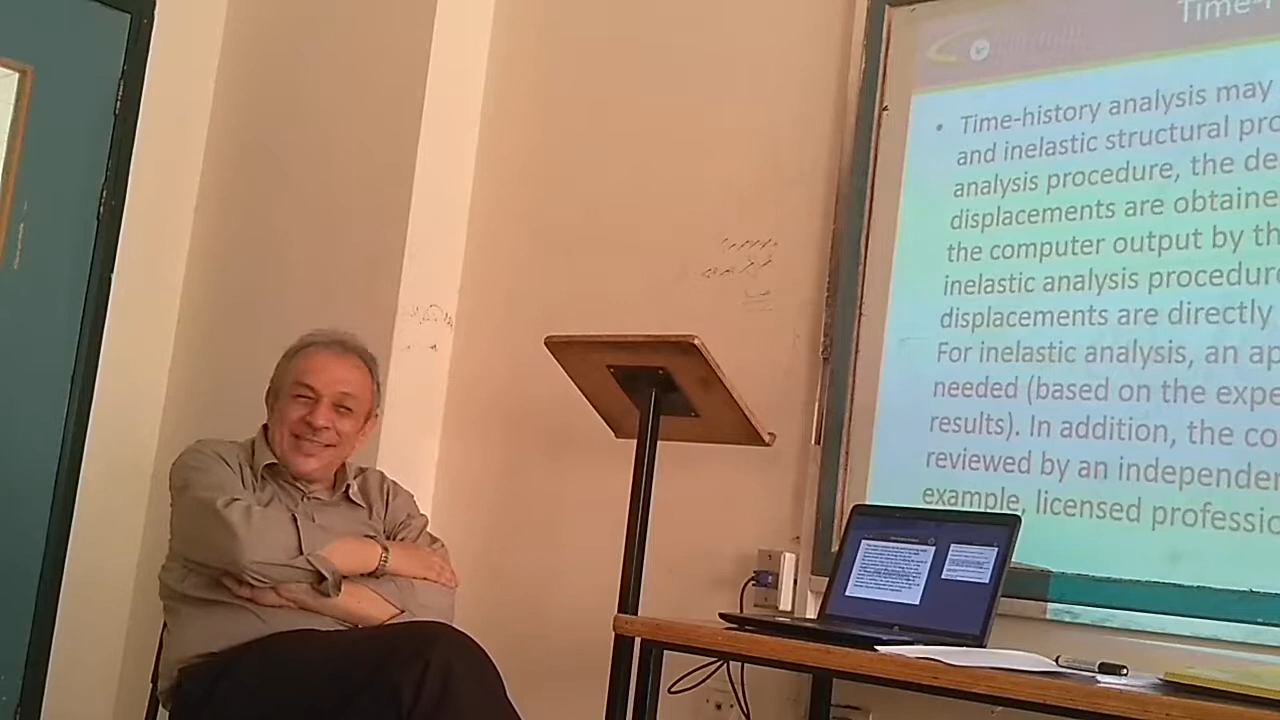 Time-
• Time-history analysis may
and inelastic structural pro
analysis procedure, the de
displacements are obtaine
the computer output by th
inelastic analysis procedure
displacements are directly
For inelastic analysis, an ap
needed (based on the expe
results). In addition, the co
reviewed by an independen
example, licensed professio